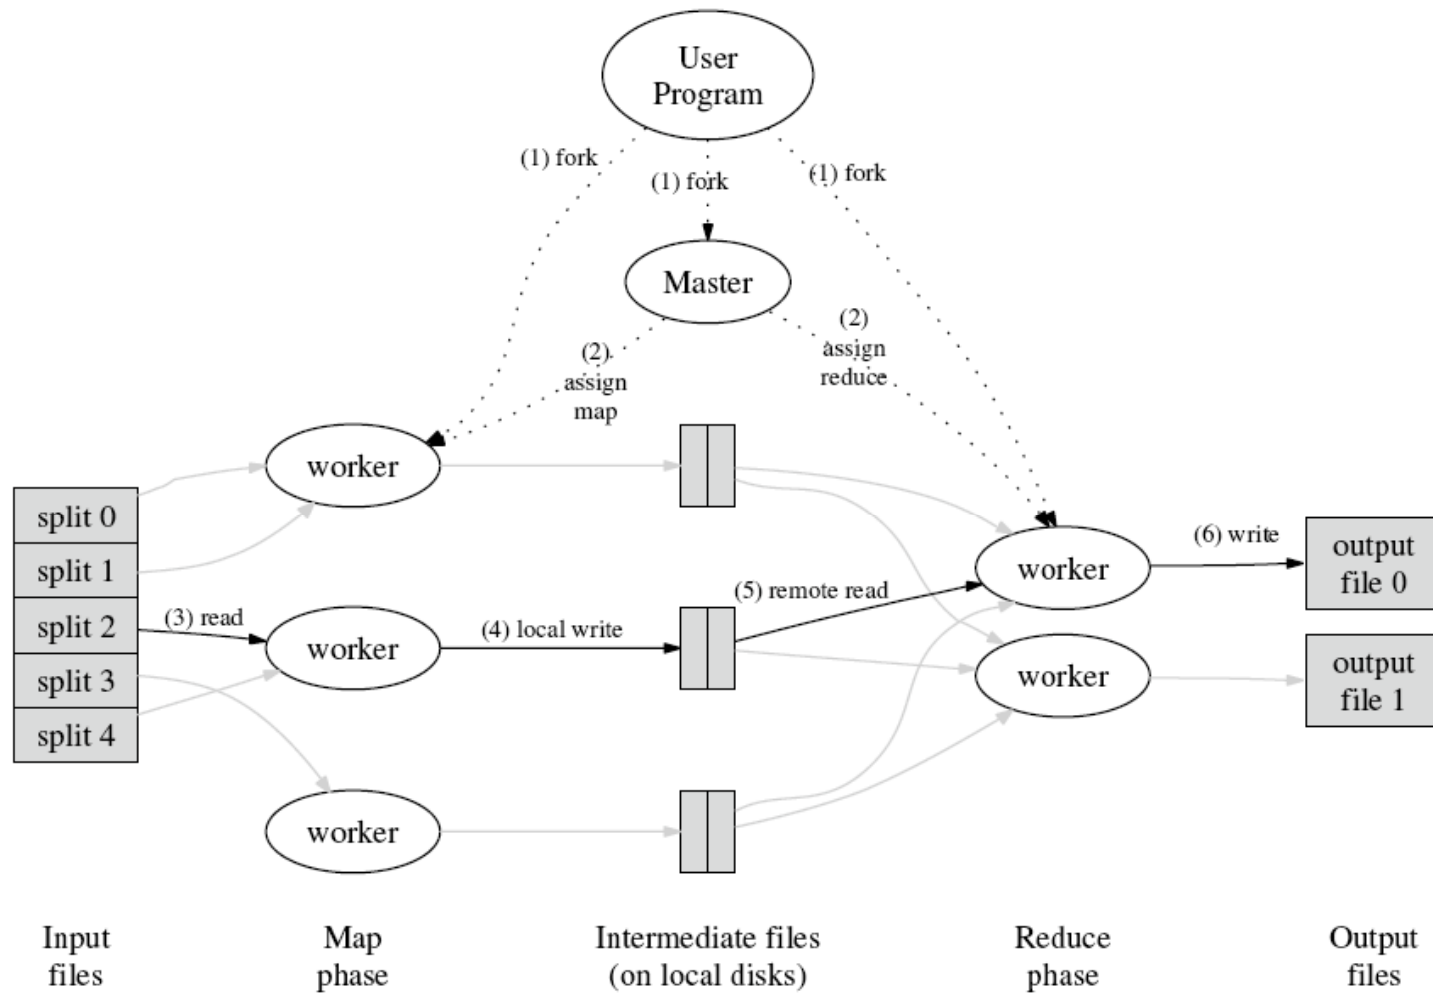 User
Program
(1) fork
(1) fork
(1) fork
Master
(2)
assign
map
(2)
assign
reduce
worker
split 0
split 1
split 2
split 3
split 4
(3) read
worker
(4) local write
(5) remote read
worker
(6) write
output
file 0
worker
output
file 1
worker
Input
files
Map
phase
Intermediate files
(on local disks)
Reduce
phase
Output
files